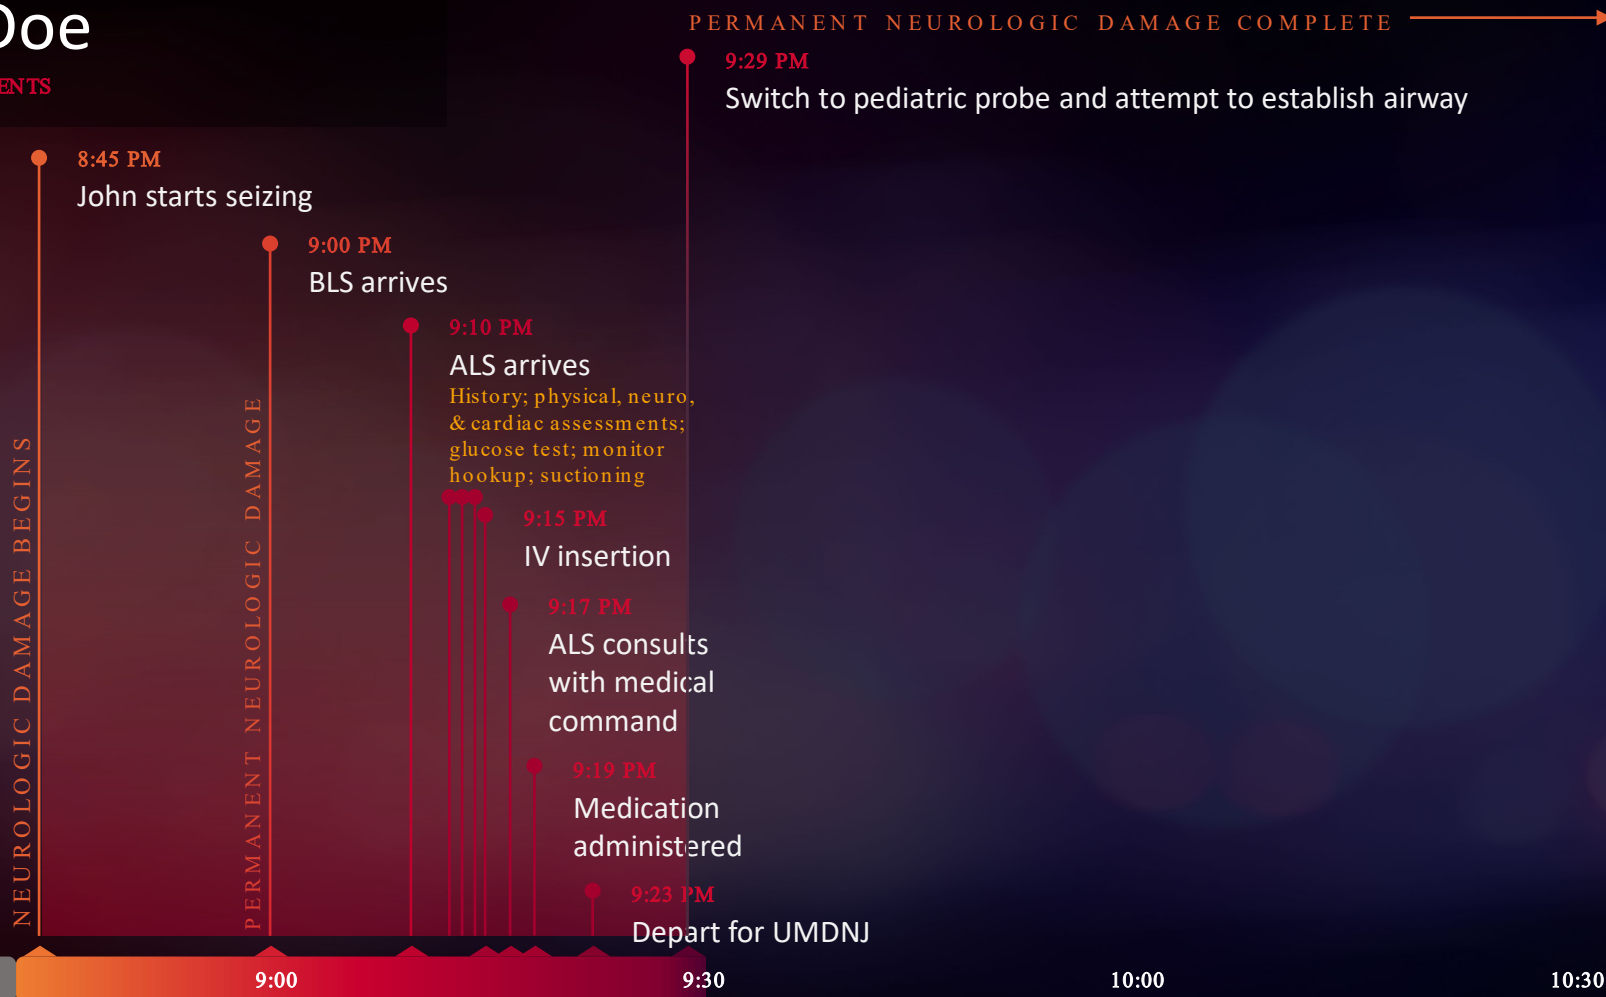 Doe
ENTS
PERMANENT NEUROLOGIC DAMAGE COMPLETE
9:29 PM
Switch to pediatric probe and attempt to establish airway
8:45 PM
John starts seizing
9:00 PM
BLS arrives
9:10 PM
ALS arrives
History; physical, neuro,
& cardiac assessments;
glucose test; monitor
hookup; suctioning
9:15 PM
IV insertion
9:17 PM
ALS consults
with medical
command
9:19 PM
Medication
administered
9:23 PM
Depart for UMDNJ
NEUROLOGIC DAMAGE BEGINS
PERMANENT NEUROLOGIC DAMAGE
9:00
9:30
10:00
10:30